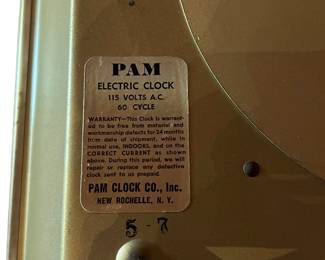 PAM
ELECTRIC CLOCK
115 VOLTS A.C.
60 CYCLE
WARRANTY—This Clock is warrant-
ed to be free from material and
workmanship defects for 24 months
from date of shipment, while in
normal use, INDOORS, and on the
CORRECT CURRENT as shown
above. During this period, we will
repair or replace any defective
clock sent to us prepaid.
PAM CLOCK CO., Inc.
NEW ROCHELLE, N. Y.
5-7